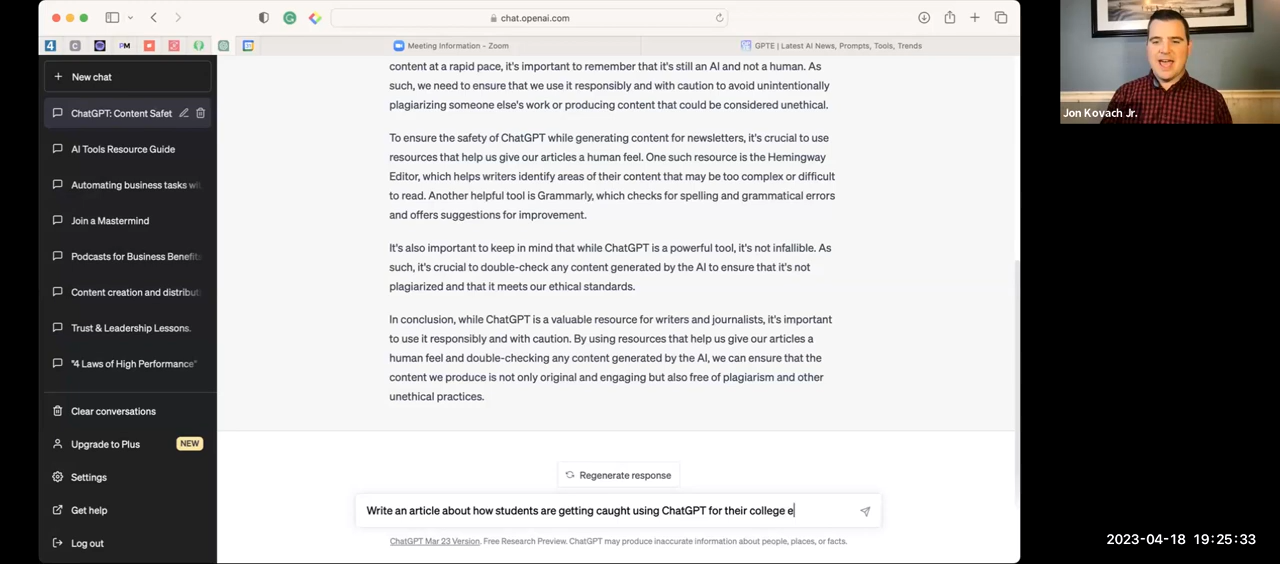 chat.openai.com
PM
Meeting Information - Zoom
GPTE | Latest AI News, Prompts, Tools, Trends
New chat
ChatGPT: Content Safet
AI Tools Resource Guide
Automating business tasks wi
Join a Mastermind
Podcasts for Business Benefits
Content creation and distributi
Trust & Leadership Lessons.
"4 Laws of High Performance"
Clear conversations
Upgrade to Plus NEW
Settings
Get help
Log out
content at a rapid pace, it's important to remember that it's still an AI and not a human. As
such, we need to ensure that we use it responsibly and with caution to avoid unintentionally
plagiarizing someone else's work or producing content that could be considered unethical.
To ensure the safety of ChatGPT while generating content for newsletters, it's crucial to use
resources that help us give our articles a human feel. One such resource is the Hemingway
Editor, which helps writers identify areas of their content that may be too complex or difficult
to read. Another helpful tool is Grammarly, which checks for spelling and grammatical errors
and offers suggestions for improvement.
It's also important to keep in mind that while ChatGPT is a powerful tool, it's not infallible. As
such, it's crucial to double-check any content generated by the AI to ensure that it's not
plagiarized and that it meets our ethical standards.
In conclusion, while ChatGPT is a valuable resource for writers and journalists, it's important
to use it responsibly and with caution. By using resources that help us give our articles a
human feel and double-checking any content generated by the AI, we can ensure that the
content we produce is not only original and engaging but also free of plagiarism and other
unethical practices.
Regenerate response
Write an article about how students are getting caught using ChatGPT for their college e
ChatGPT Mar 23 Version. Free Research Preview. ChatGPT may produce inaccurate information about people, places, or facts.
Jon Kovach Jr.
2023-04-18 19:25:33